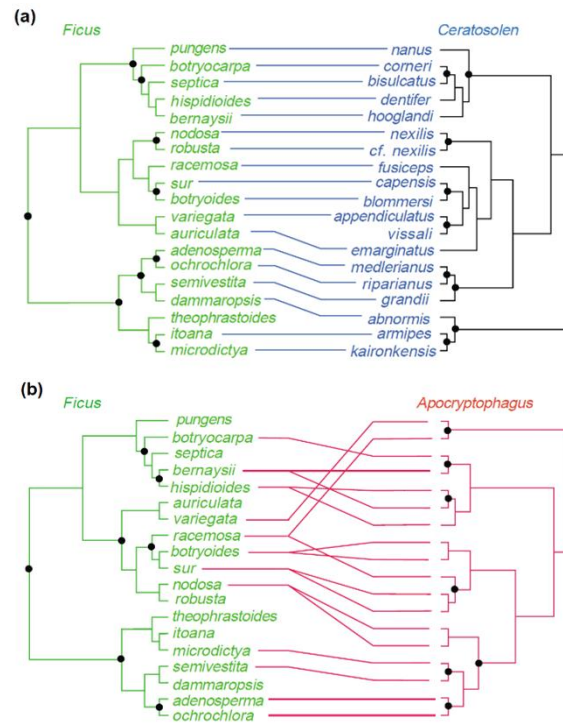 (a)
Ficus Ceratosolen
pungens nanus
botryocarpa corneri
septica bisulcatus
hispidioides dentifer
bernaysii hooglandi
nodosa nexilis
robusta cf. nexilis
racemosa fusiceps
sur capensis
botryoides blommersi
variegata appendiculatus
auriculata vissali
adenosperma emarginatus
ochrochlora medlerianus
semivestita riparianus
dammaropsis grandii
theophrastoides abnormis
itoana armipes
microdictya kaironkensis
(b)
Ficus Apocryptophagus
pungens
botryocarpa
septica
bernaysii
hispidioides
auriculata
variegata
racemosa
botryoides
sur
nodosa
robusta
theophrastoides
itoana
microdictya
semivestita
dammaropsis
adenosperma
ochrochlora